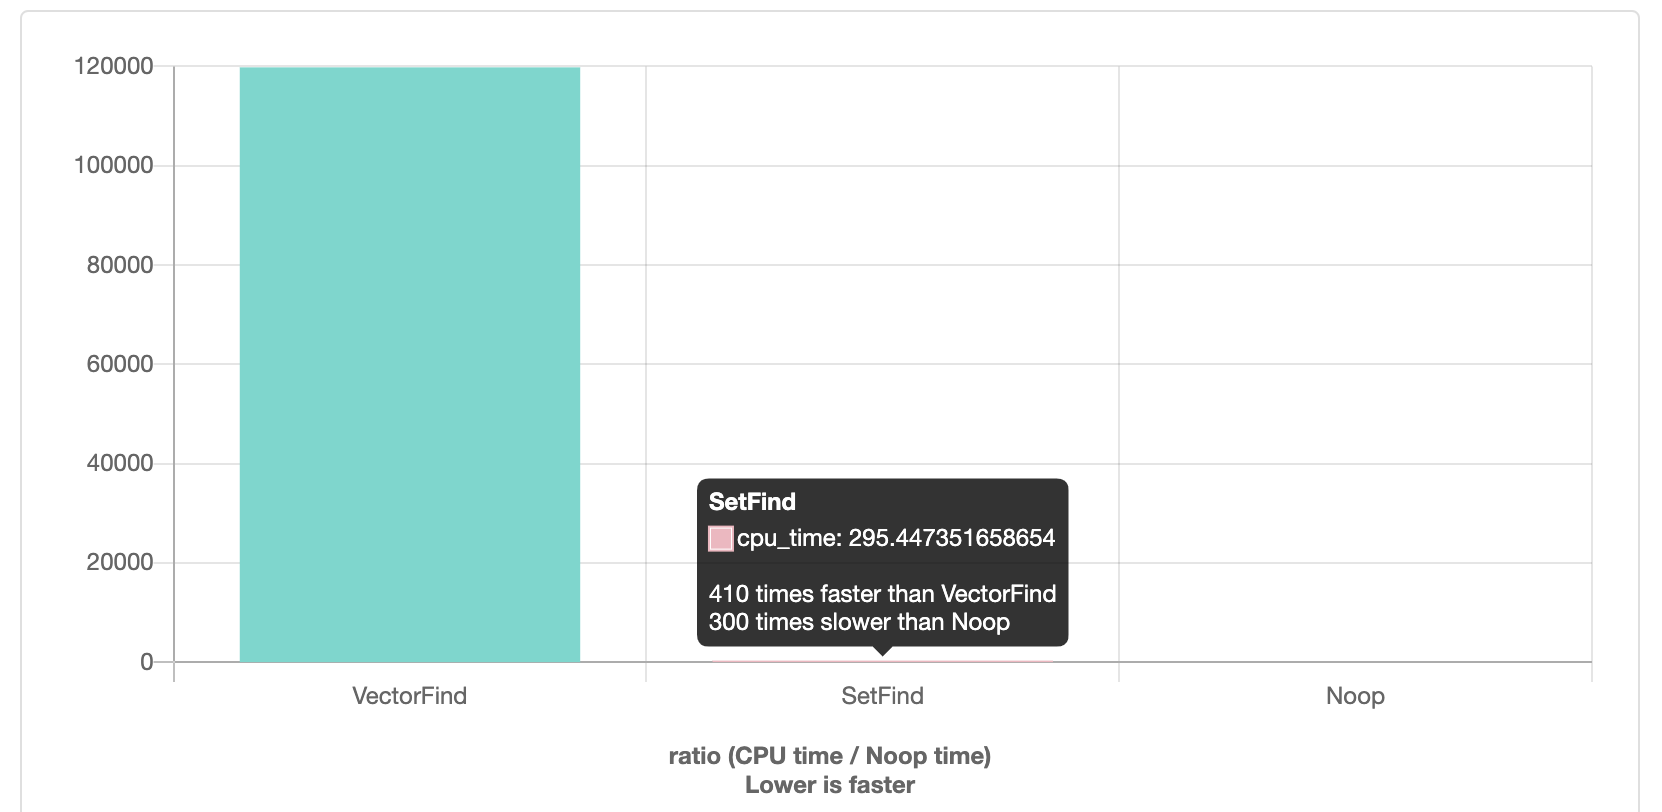 120000
100000
80000
60000
40000
20000
0
SetFind
cpu_time: 295.447351658654
410 times faster than VectorFind
300 times slower than Noop
VectorFind
SetFind
Noop
ratio (CPU time / Noop time)
Lower is faster